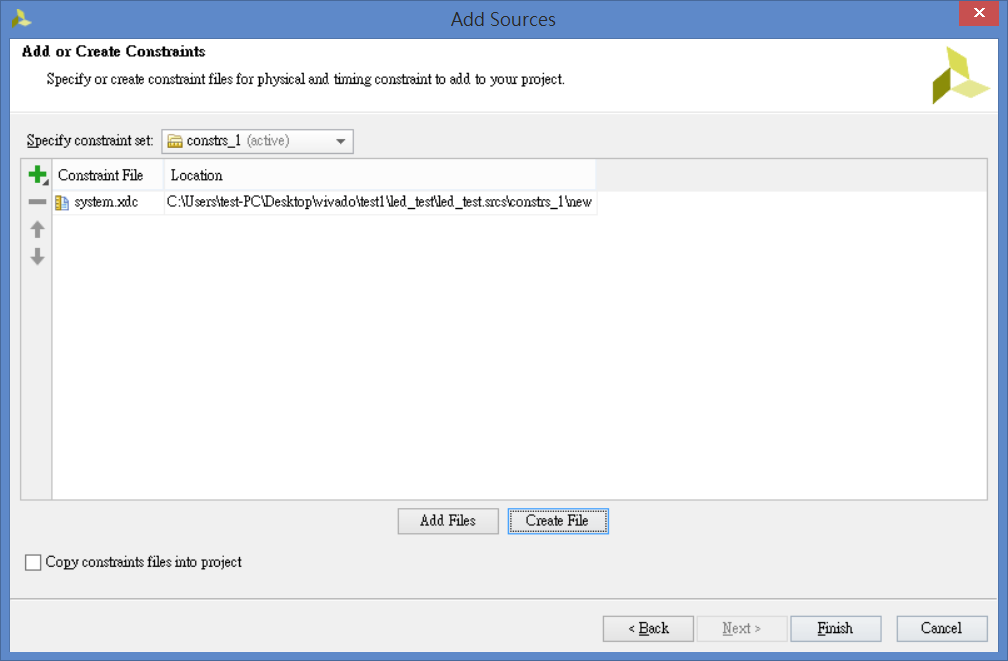 Add Sources
Add or Create Constraints
Specify or create constraint files for physical and timing constraint to add to your project.
Specify constraint set: constrs_1 (active)
Constraint File Location
system.xdc C:\Users\test-PC\Desktop\vivado\test1\led_test\led_test.srcs\constrs_1\new
Add Files Create File
Copy constraints files into project
< Back Next > Finish Cancel